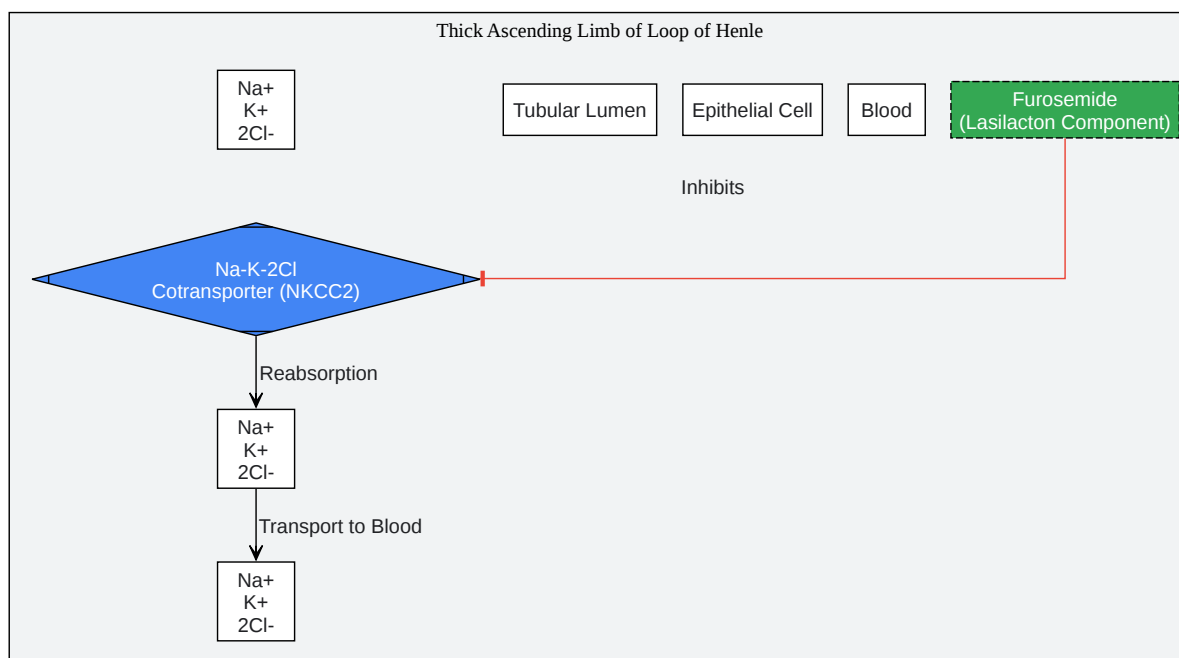 Thick Ascending Limb of Loop of Henle
Na+
K+
2Cl-
Tubular Lumen
Epithelial Cell
Blood
Furosemide
(Lasilacton Component)
Inhibits
Na-K-2Cl
Cotransporter (NKCC2)
Reabsorption
Na+
K+
2Cl-
Transport to Blood
Na+
K+
2Cl-